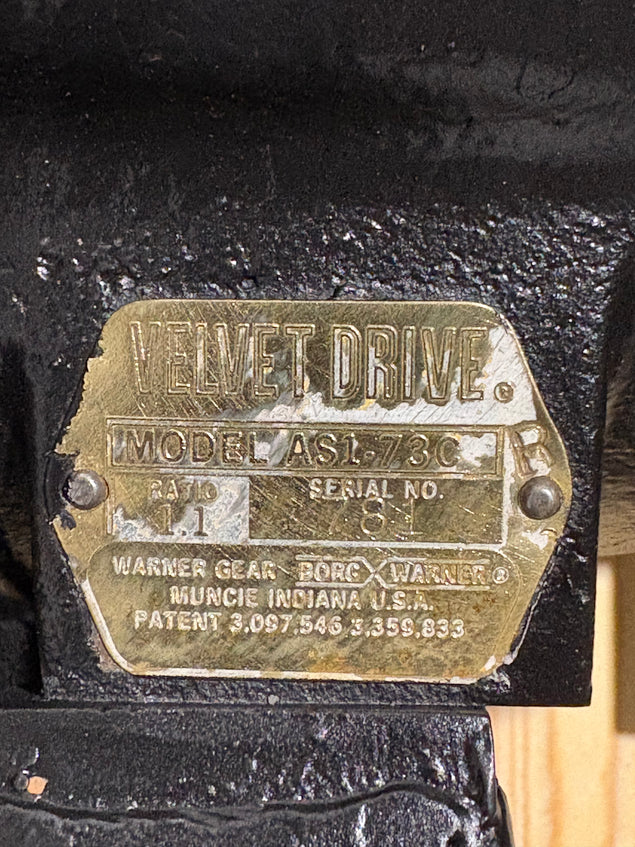 VELVET DRIVE®
MODEL AS1-73C
R
RATIO SERIAL NO.
1.1 781
WARNER GEAR BORG WARNER®
MUNCIE INDIANA U.S.A.
PATENT 3,097,546 3,359,833